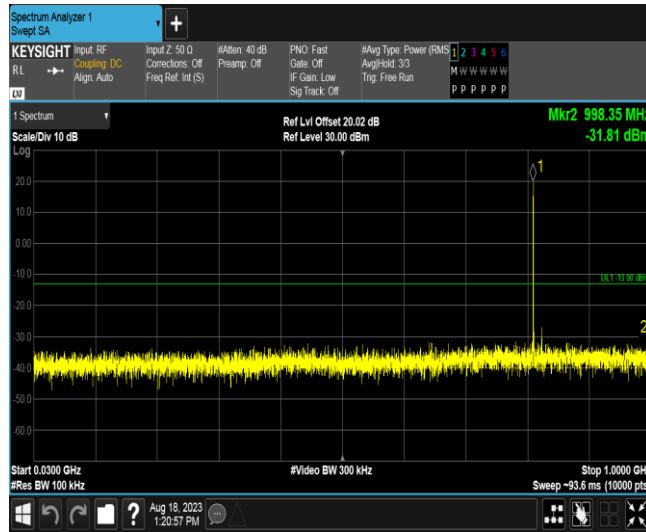 Spectrum Analyzer 1
Swept SA
KEYSIGHT
RL
LXI
Input: RF
Coupling: DC
Align: Auto
Input Z: 50 Ω
Corrections: Off
Freq Ref: Int (S)
#Atten: 40 dB
Preamp: Off
PNO: Fast
Gate: Off
IF Gain: Low
Sig Track: Off
#Avg Type: Power (RMS
Avg|Hold: 3/3
Trig: Free Run
1 2 3 4 5 6
M W W W W W
P P P P P P
1 Spectrum
Scale/Div 10 dB
Log
Ref Lvl Offset 20.02 dB
Ref Level 30.00 dBm
Mkr2 998.35 MHz
-31.81 dBm
1
20.0
10.0
0.00
-10.0
DL1 -13.00 dBm
-20.0
2
-30.0
-40.0
-50.0
-60.0
Start 0.0300 GHz
#Video BW 300 kHz
Stop 1.0000 GHz
#Res BW 100 kHz
Sweep ~93.6 ms (10000 pts)
?
Aug 18, 2023
1:20:57 PM